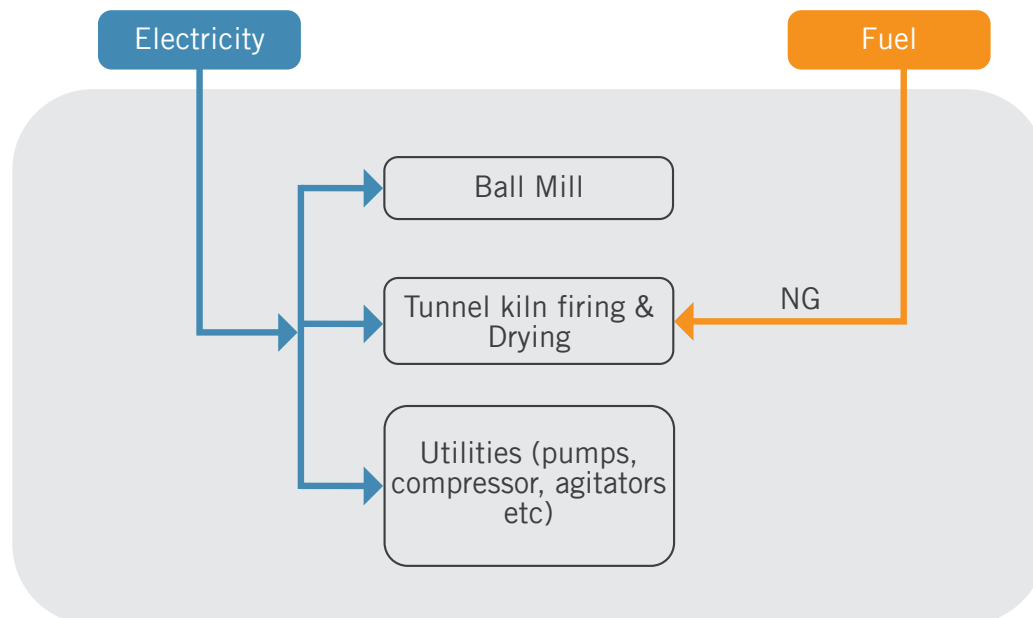 Electricity
Fuel
Ball Mill
Tunnel kiln firing &
Drying
NG
Utilities (pumps,
compressor, agitators
etc)